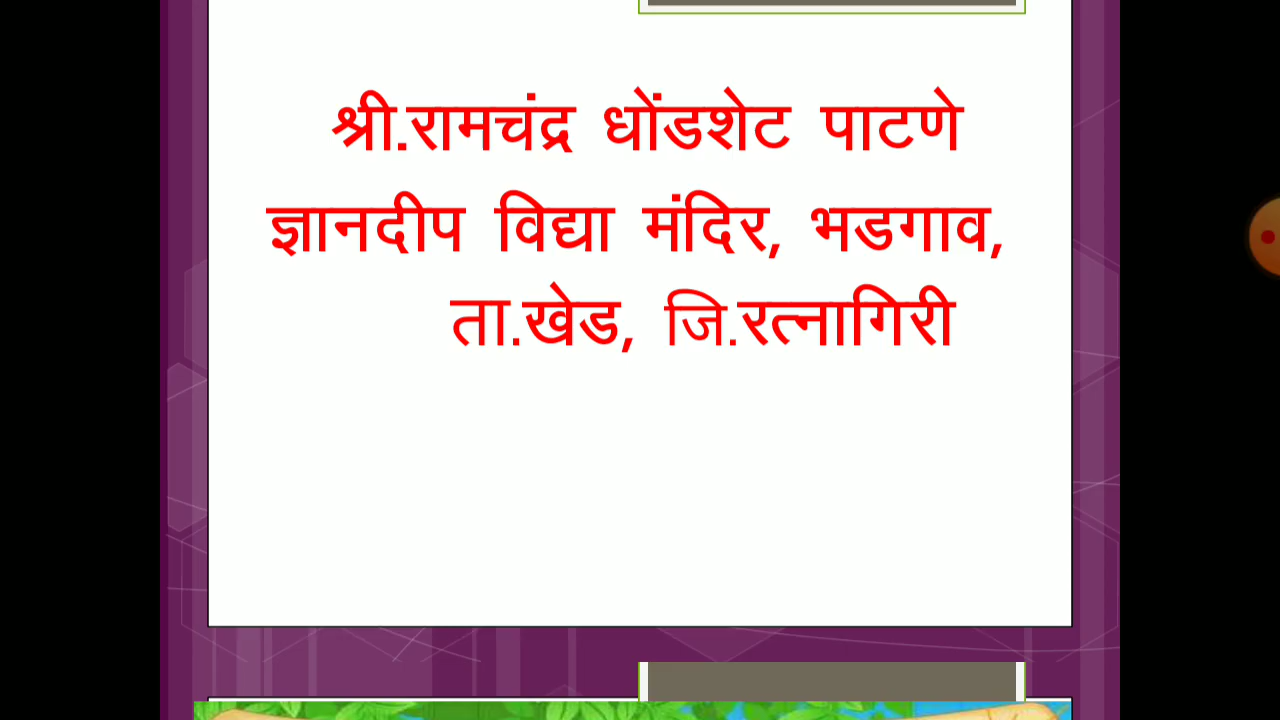 श्री.रामचंद्र धोंडशेट पाटणे
ज्ञानदीप विद्या मंदिर, भडगाव,
ता.खेड, जि.रत्नागिरी